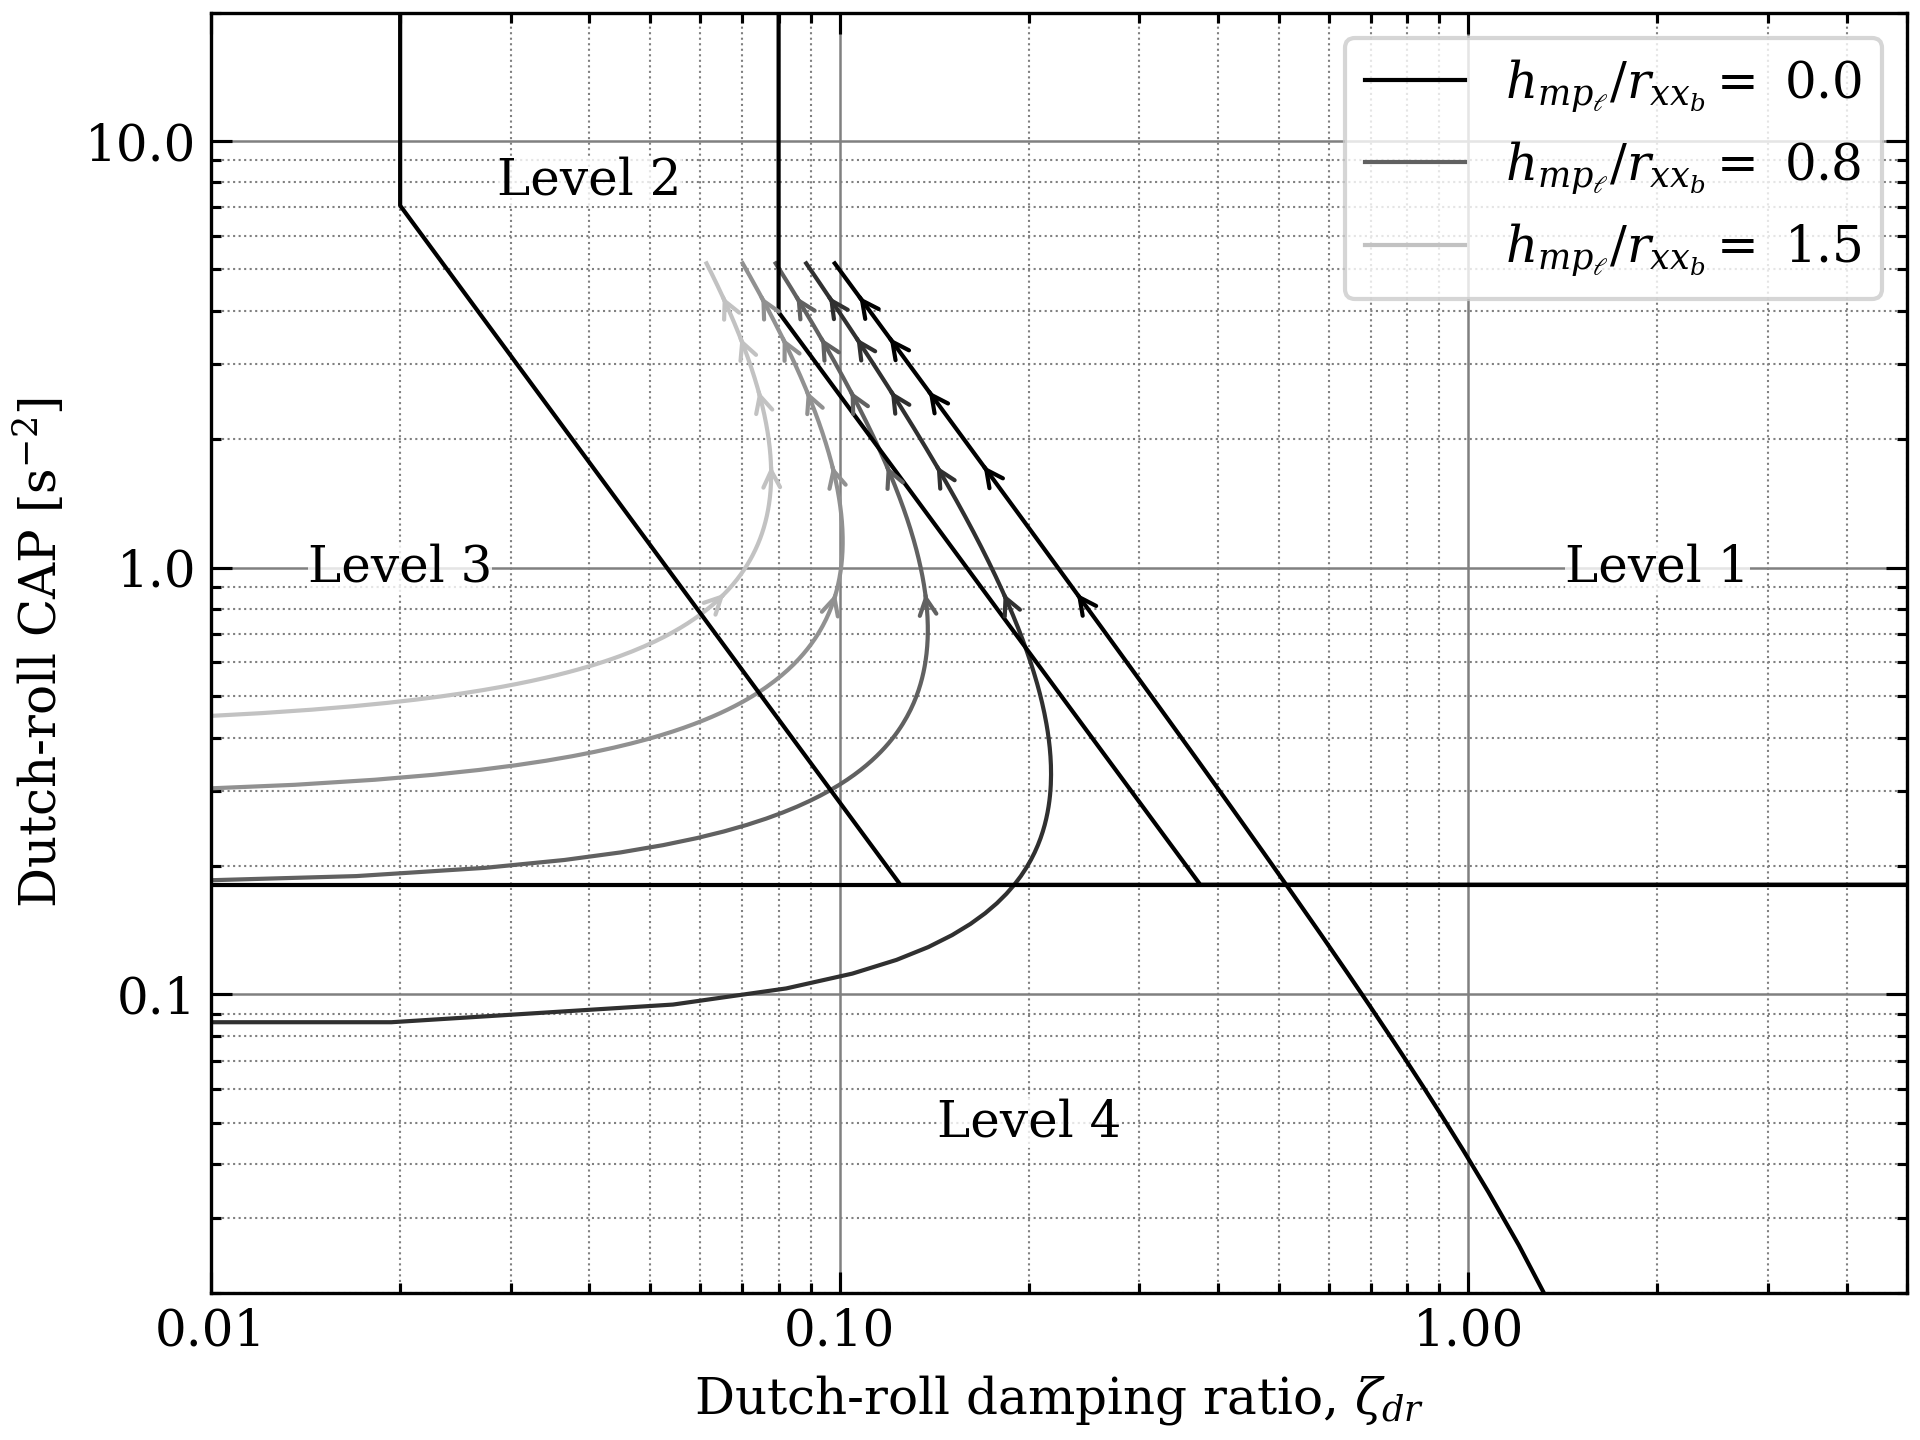 h_{mp_ℓ}/r_{xx_b} = 0.0
h_{mp_ℓ}/r_{xx_b} = 0.8
h_{mp_ℓ}/r_{xx_b} = 1.5
Level 2
Level 3
Level 1
Level 4
10.0
1.0
0.1
Dutch-roll CAP [s⁻²]
0.01
0.10
1.00
Dutch-roll damping ratio, ζ_{dr}